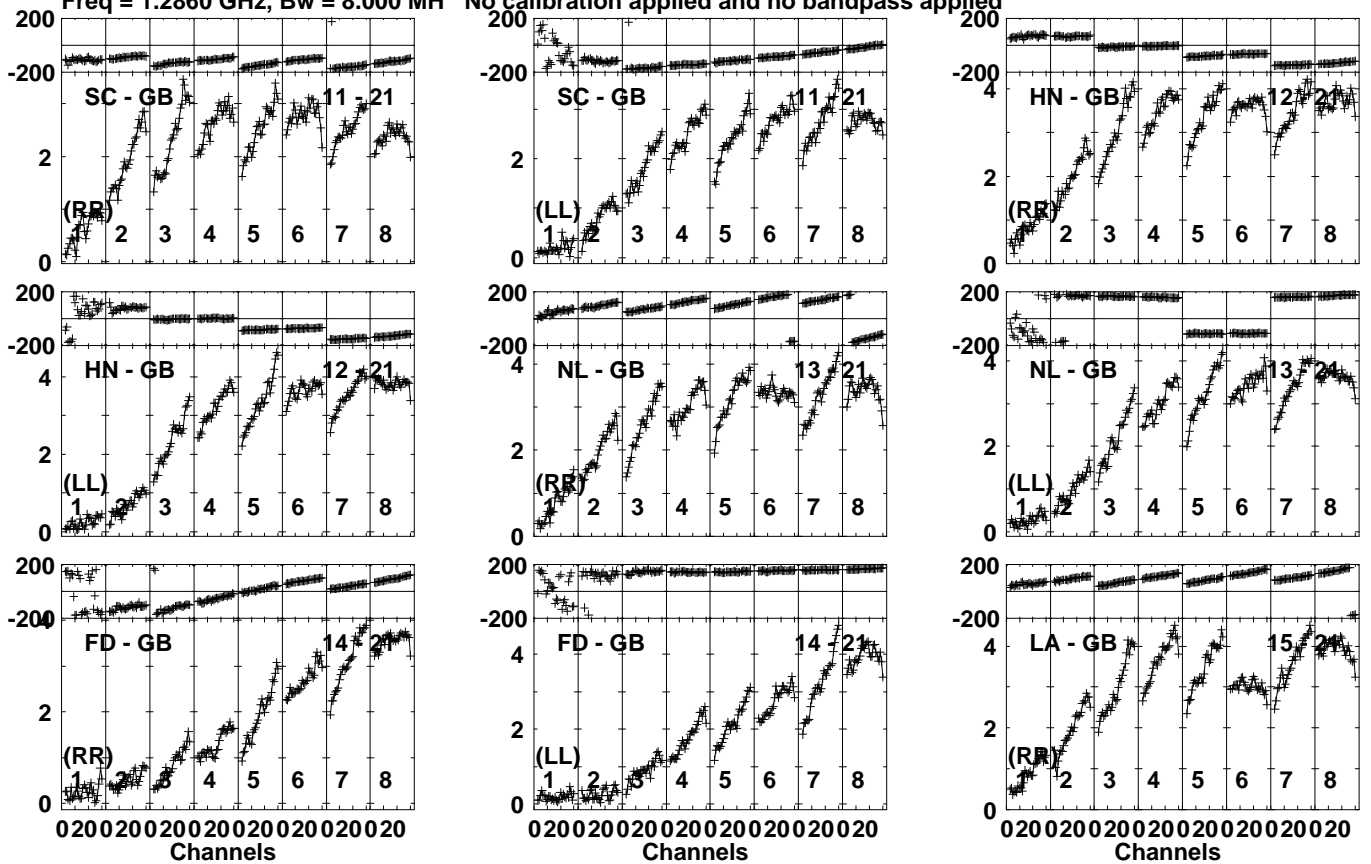 Freq = 1.2860 GHz, Bw = 8.000 MH   No calibration applied and no bandpass applied
200 200 200
-200 -200 -200
SC - GB 11 - 21 SC - GB 11 - 21 HN - GB 12 - 21
4
2 2 2
(RR) (LL) (RR)
1 2 3 4 5 6 7 8 1 2 3 4 5 6 7 8 1 2 3 4 5 6 7 8
0 0 0
200 200 200
-200 -200 -200
HN - GB 12 - 21 NL - GB 13 - 21 NL - GB 13 - 21
4 4 4
2 2 2
(LL) (RR) (LL)
1 2 3 4 5 6 7 8 1 2 3 4 5 6 7 8 1 2 3 4 5 6 7 8
0 0 0
200 200 200
-200 -200 -200
4
FD - GB 14 - 21 FD - GB 14 - 21 LA - GB 15 - 21
4 4
2 2 2
(RR) (LL) (RR)
1 2 3 4 5 6 7 8 1 2 3 4 5 6 7 8 1 2 3 4 5 6 7 8
0 0 0
0 20 0 20 0 20 0 20 0 20 0 20 0 20 0 20 0 20 0 20 0 20 0 20 0 20 0 20 0 20 0 20 0 20 0 20 0 20 0 20 0 20 0 20 0 20 0 20
Channels Channels Channels